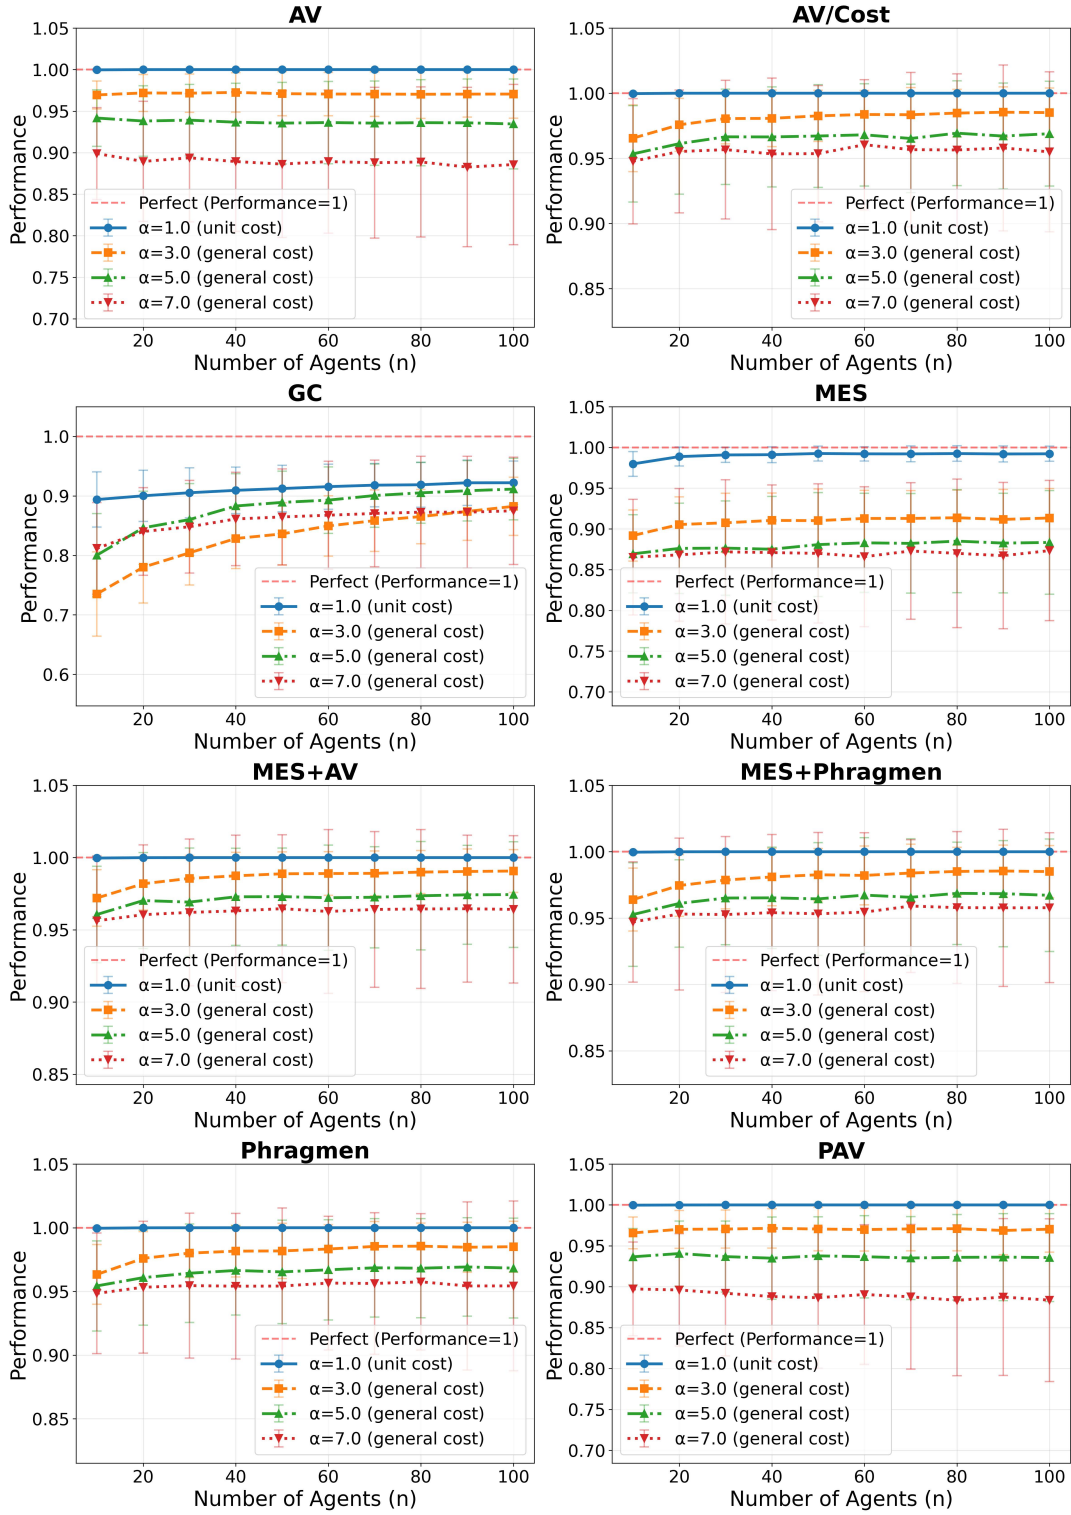 AV
1.05
1.00
0.95
0.90
0.85
0.80
0.75
0.70
Performance
Perfect (Performance=1)
α=1.0 (unit cost)
α=3.0 (general cost)
α=5.0 (general cost)
α=7.0 (general cost)
20 40 60 80 100
Number of Agents (n)
AV/Cost
1.05
1.00
0.95
0.90
0.85
Performance
Perfect (Performance=1)
α=1.0 (unit cost)
α=3.0 (general cost)
α=5.0 (general cost)
α=7.0 (general cost)
20 40 60 80 100
Number of Agents (n)
GC
1.0
0.9
0.8
0.7
0.6
Performance
Perfect (Performance=1)
α=1.0 (unit cost)
α=3.0 (general cost)
α=5.0 (general cost)
α=7.0 (general cost)
20 40 60 80 100
Number of Agents (n)
MES
1.05
1.00
0.95
0.90
0.85
0.80
0.75
0.70
Performance
Perfect (Performance=1)
α=1.0 (unit cost)
α=3.0 (general cost)
α=5.0 (general cost)
α=7.0 (general cost)
20 40 60 80 100
Number of Agents (n)
MES+AV
1.05
1.00
0.95
0.90
0.85
Performance
Perfect (Performance=1)
α=1.0 (unit cost)
α=3.0 (general cost)
α=5.0 (general cost)
α=7.0 (general cost)
20 40 60 80 100
Number of Agents (n)
MES+Phragmen
1.05
1.00
0.95
0.90
0.85
Performance
Perfect (Performance=1)
α=1.0 (unit cost)
α=3.0 (general cost)
α=5.0 (general cost)
α=7.0 (general cost)
20 40 60 80 100
Number of Agents (n)
Phragmen
1.05
1.00
0.95
0.90
0.85
Performance
Perfect (Performance=1)
α=1.0 (unit cost)
α=3.0 (general cost)
α=5.0 (general cost)
α=7.0 (general cost)
20 40 60 80 100
Number of Agents (n)
PAV
1.05
1.00
0.95
0.90
0.85
0.80
0.75
0.70
Performance
Perfect (Performance=1)
α=1.0 (unit cost)
α=3.0 (general cost)
α=5.0 (general cost)
α=7.0 (general cost)
20 40 60 80 100
Number of Agents (n)